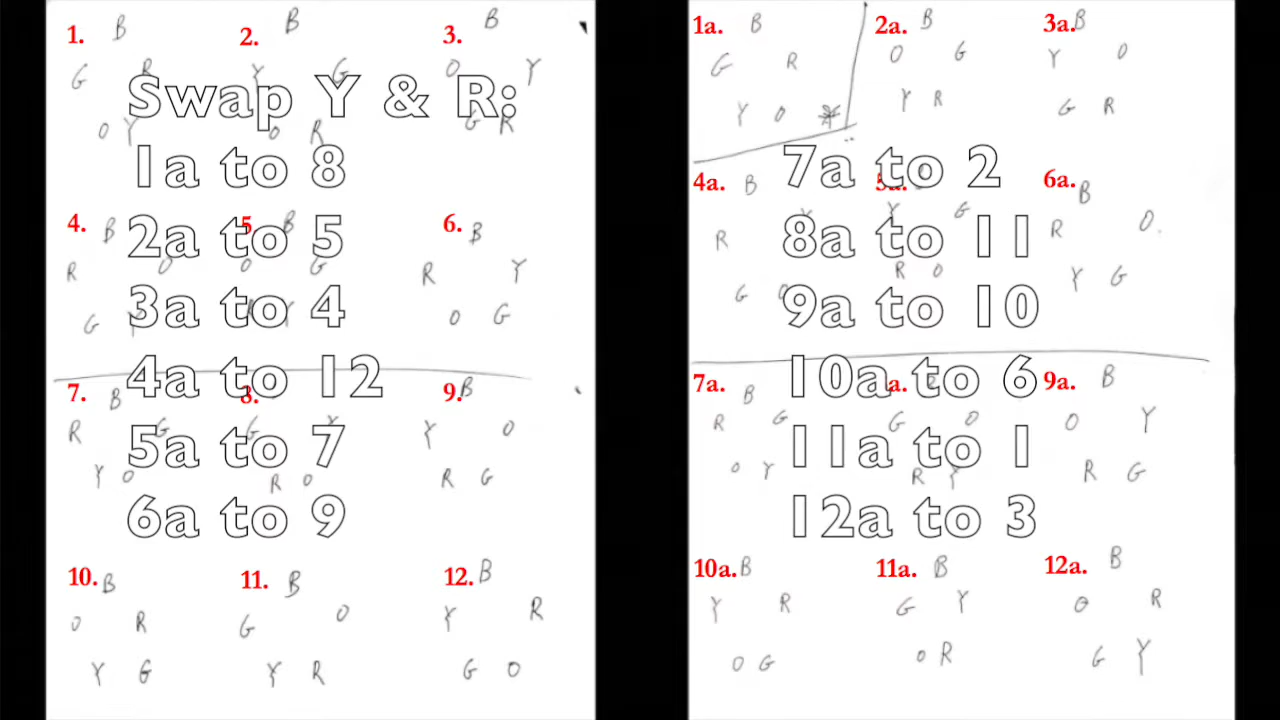 1. B 2. B 3. B
G R Y G O Y
Swap Y & R:
O Y O R G R
1a to 8
4. B 5. B 6. B
2a to 5
R O O G R Y
3a to 4
G Y Y O G
4a to 12
7. B 8. 9. B
R G G Y Y O
5a to 7
Y O R O R G
6a to 9
10. B 11. B 12. B
O R G O Y R
Y G Y R G O
1a. B 2a. B 3a. B
G R O G Y O
Y O Y R G R
7a to 2
4a. B 5a. 6a. B
8a to 11
R Y Y G R O
9a to 10
G O R O Y G
10a to 6
7a. B a. 9a. B
R G G O O Y
11a to 1
O Y R Y R G
12a to 3
10a. B 11a. B 12a. B
Y R G Y O R
O G O R G Y